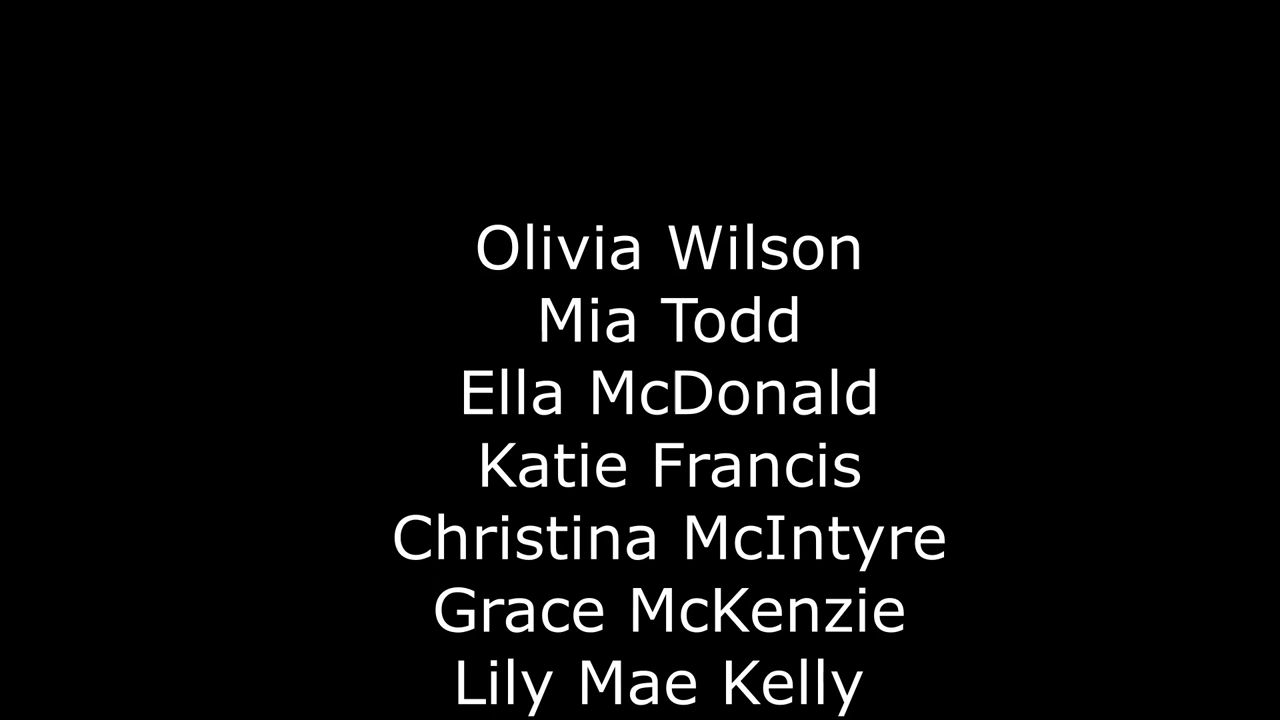 Olivia Wilson
Mia Todd
Ella McDonald
Katie Francis
Christina McIntyre
Grace McKenzie
Lily Mae Kelly